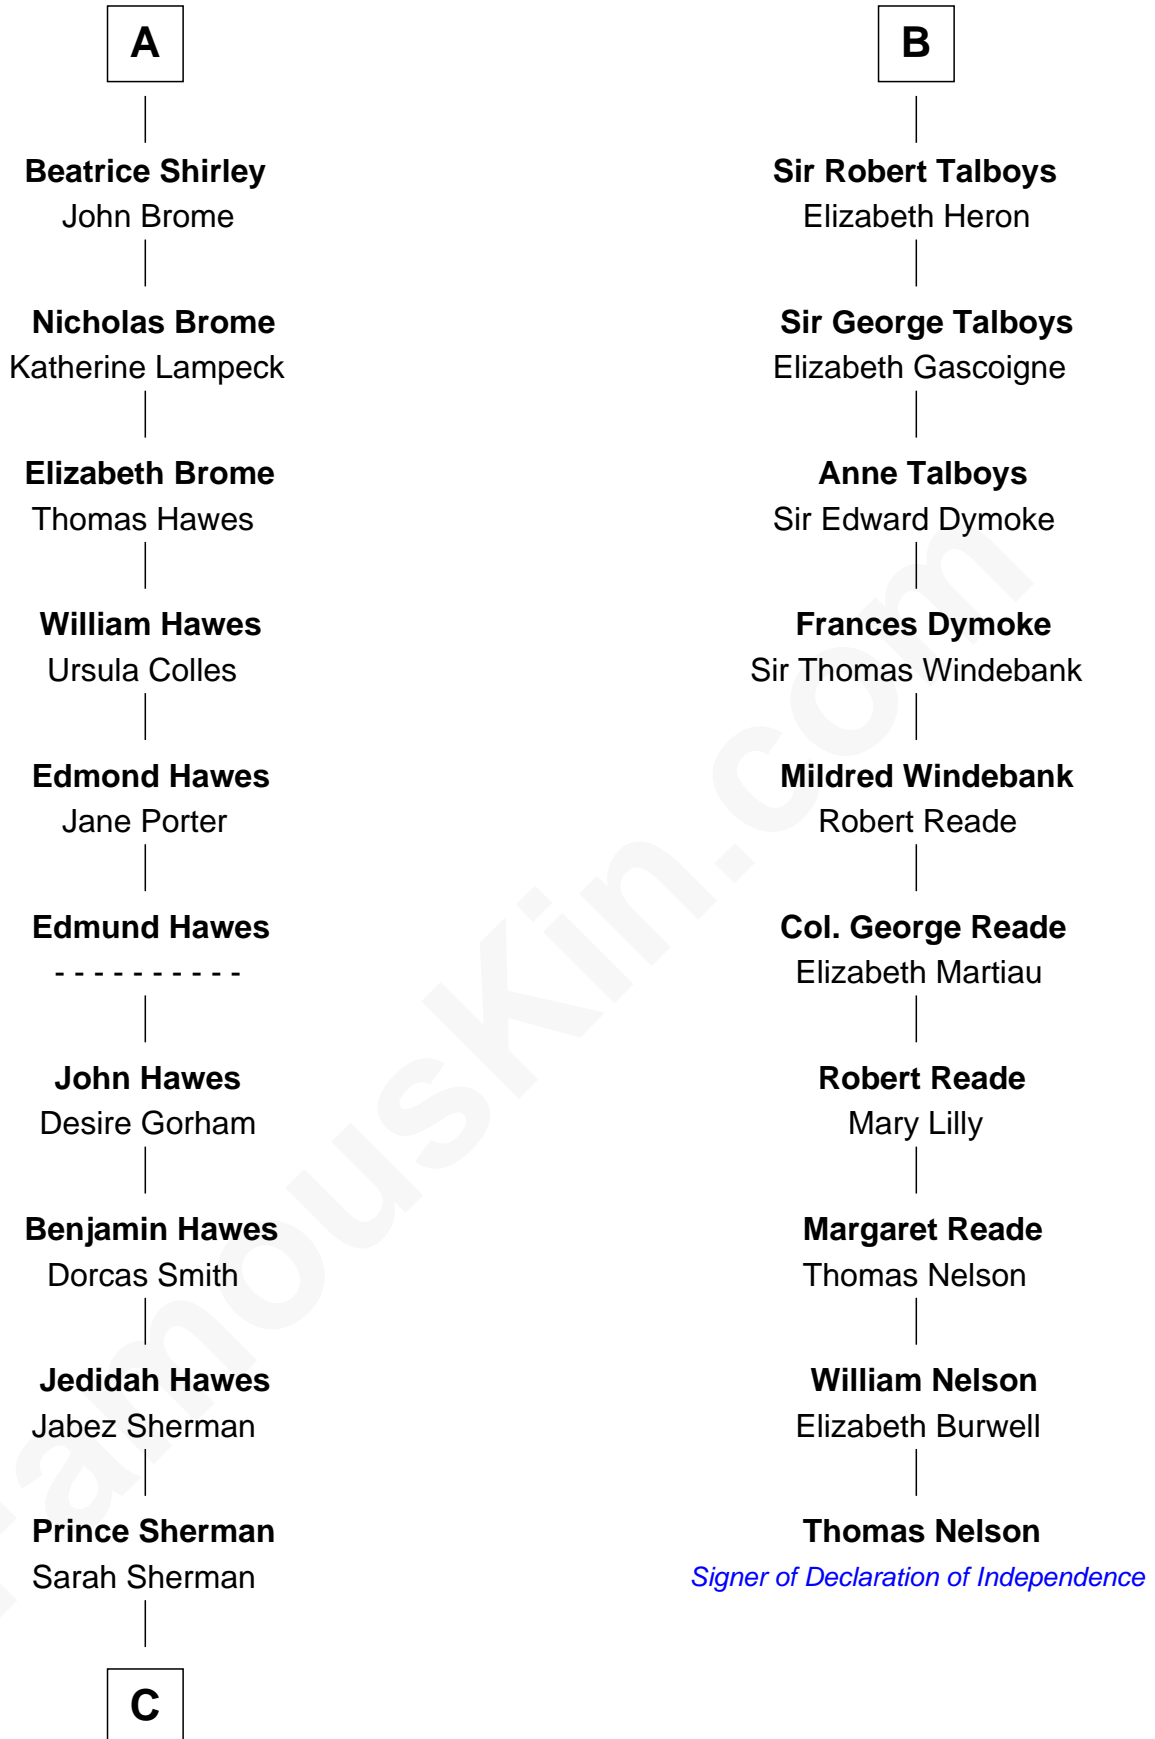 A
Beatrice Shirley
John Brome
Nicholas Brome
Katherine Lampeck
Elizabeth Brome
Thomas Hawes
William Hawes
Ursula Colles
Edmond Hawes
Jane Porter
Edmund Hawes
- - - - - - - - - -
John Hawes
Desire Gorham
Benjamin Hawes
Dorcas Smith
Jedidah Hawes
Jabez Sherman
Prince Sherman
Sarah Sherman
C
B
Sir Robert Talboys
Elizabeth Heron
Sir George Talboys
Elizabeth Gascoigne
Anne Talboys
Sir Edward Dymoke
Frances Dymoke
Sir Thomas Windebank
Mildred Windebank
Robert Reade
Col. George Reade
Elizabeth Martiau
Robert Reade
Mary Lilly
Margaret Reade
Thomas Nelson
William Nelson
Elizabeth Burwell
Thomas Nelson
Signer of Declaration of Independence
FamousKin.com